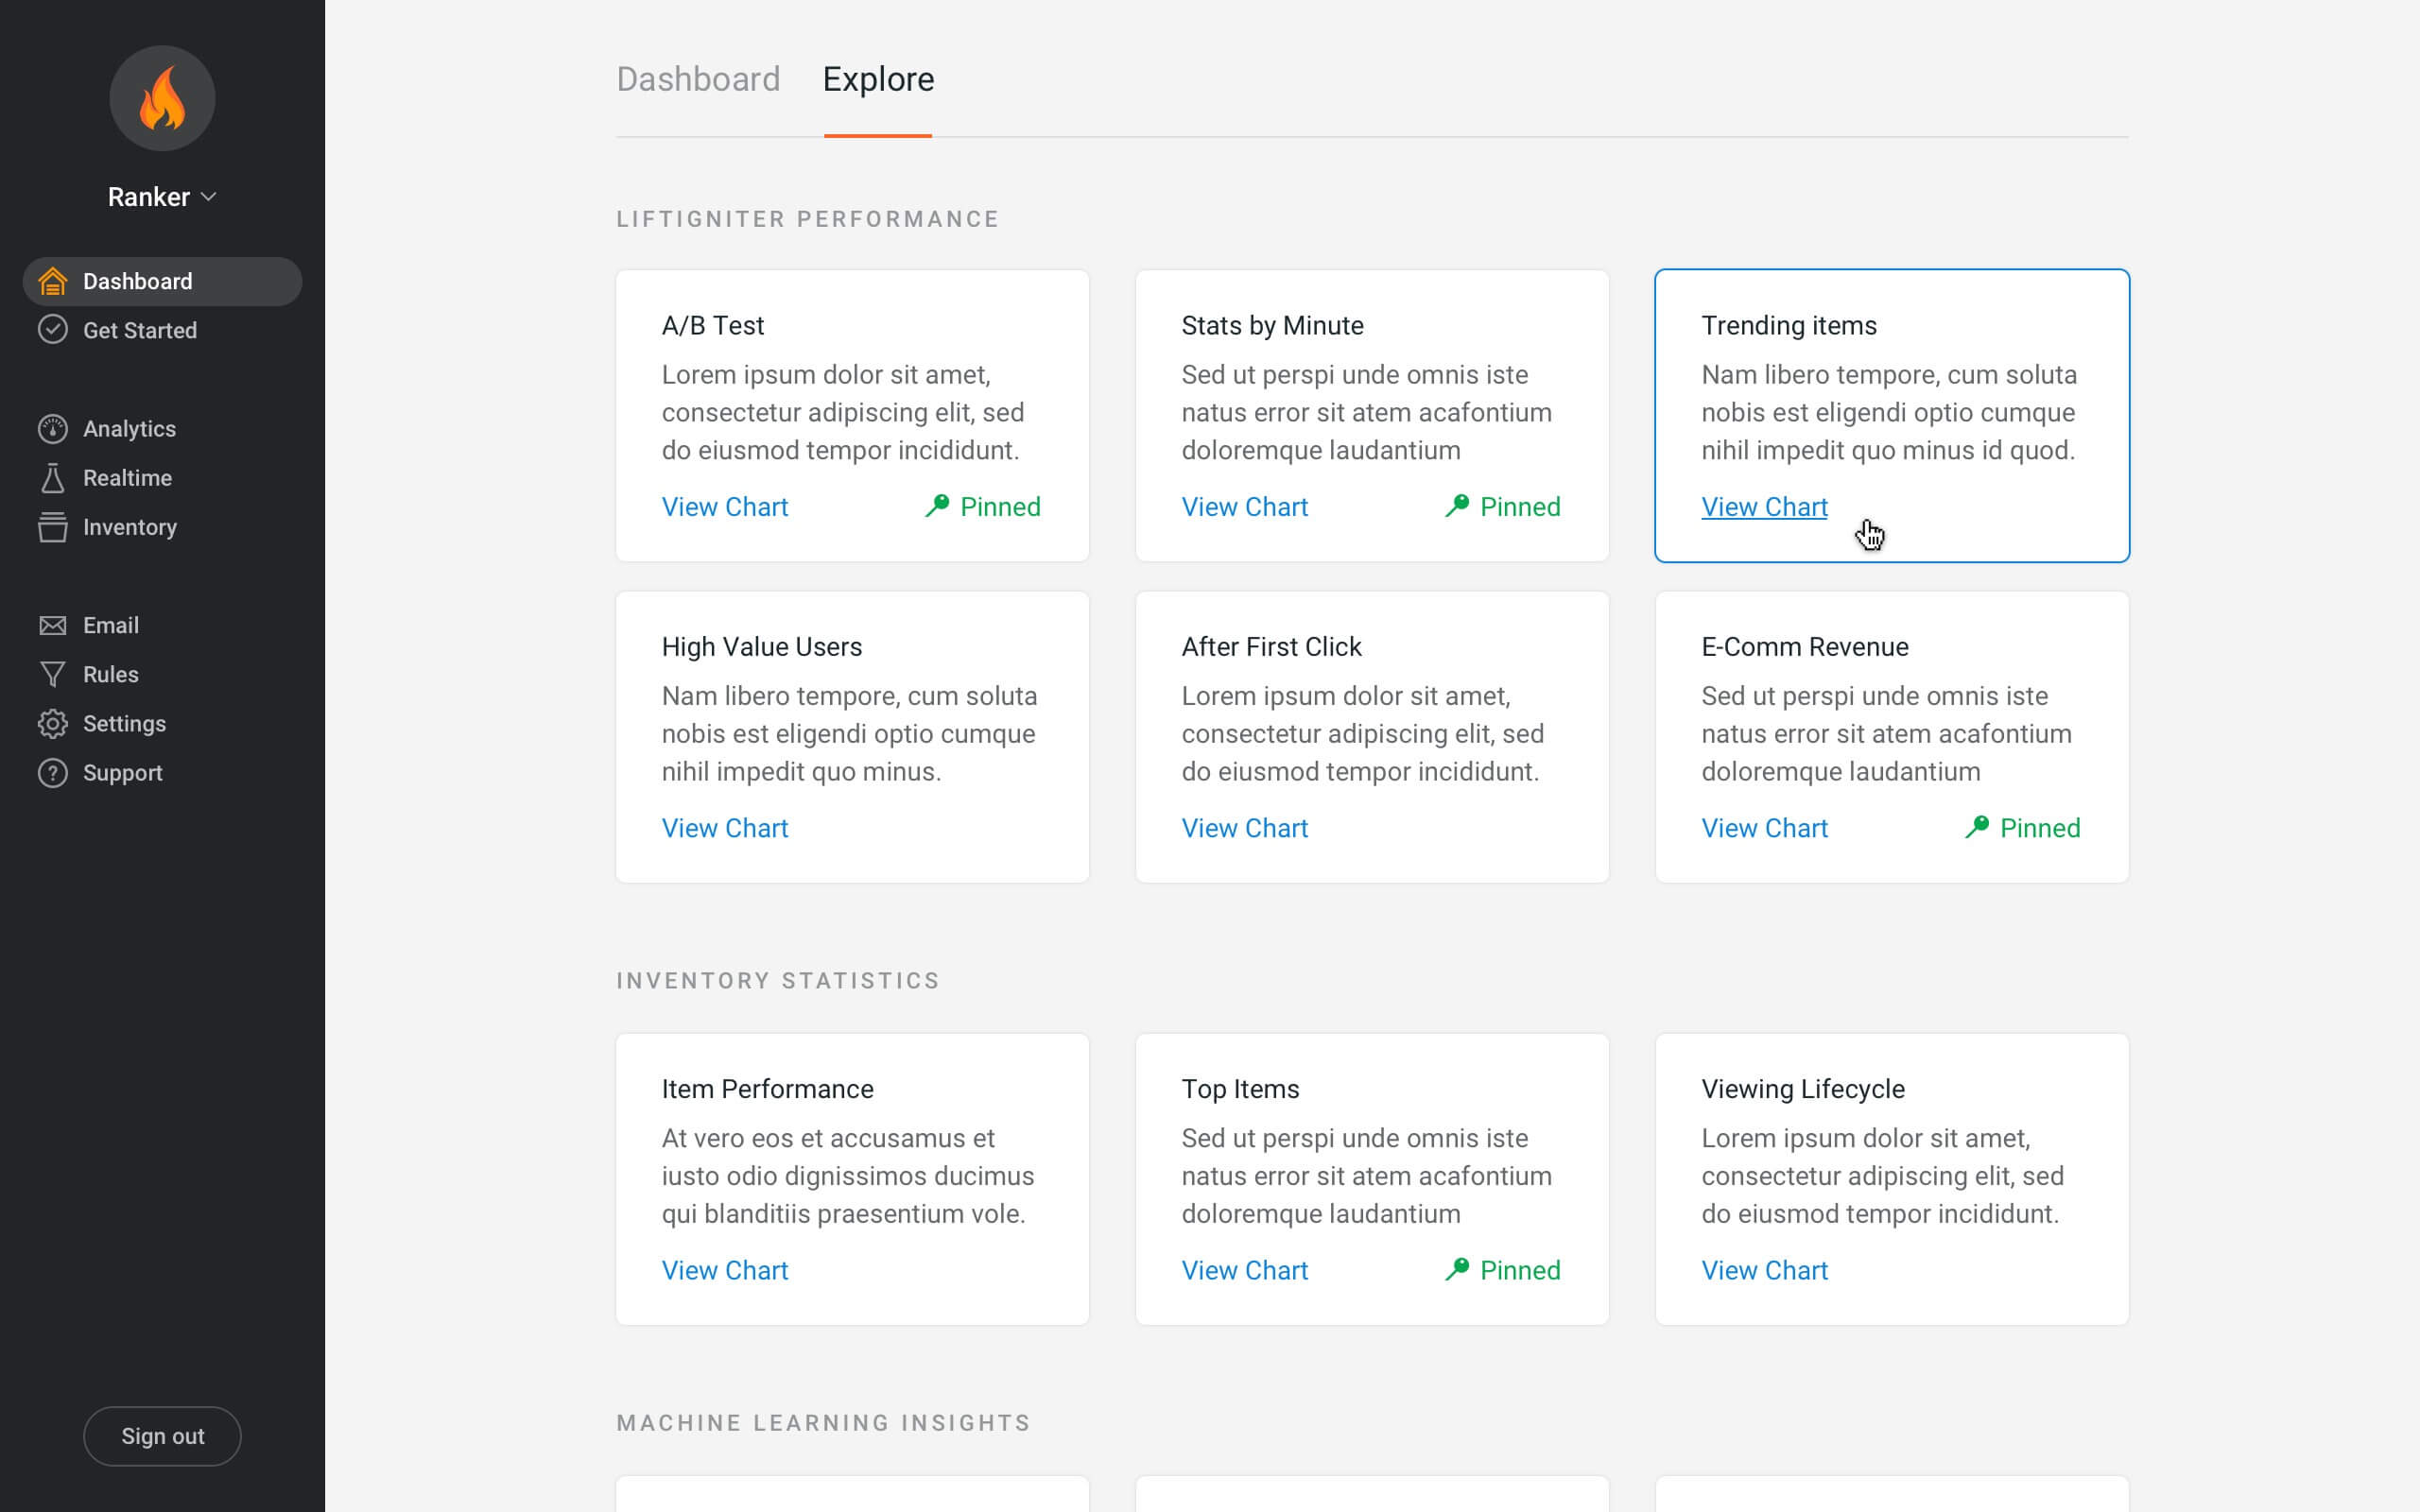 Ranker
Dashboard
Get Started
Analytics
Realtime
Inventory
Email
Rules
Settings
Support
Sign out
Dashboard Explore
LIFTIGNITER PERFORMANCE
A/B Test
Lorem ipsum dolor sit amet,
consectetur adipiscing elit, sed
do eiusmod tempor incididunt.
View Chart Pinned
Stats by Minute
Sed ut perspi unde omnis iste
natus error sit atem acafontium
doloremque laudantium
View Chart Pinned
Trending items
Nam libero tempore, cum soluta
nobis est eligendi optio cumque
nihil impedit quo minus id quod.
View Chart
High Value Users
Nam libero tempore, cum soluta
nobis est eligendi optio cumque
nihil impedit quo minus.
View Chart
After First Click
Lorem ipsum dolor sit amet,
consectetur adipiscing elit, sed
do eiusmod tempor incididunt.
View Chart
E-Comm Revenue
Sed ut perspi unde omnis iste
natus error sit atem acafontium
doloremque laudantium
View Chart Pinned
INVENTORY STATISTICS
Item Performance
At vero eos et accusamus et
iusto odio dignissimos ducimus
qui blanditiis praesentium vole.
View Chart
Top Items
Sed ut perspi unde omnis iste
natus error sit atem acafontium
doloremque laudantium
View Chart Pinned
Viewing Lifecycle
Lorem ipsum dolor sit amet,
consectetur adipiscing elit, sed
do eiusmod tempor incididunt.
View Chart
MACHINE LEARNING INSIGHTS